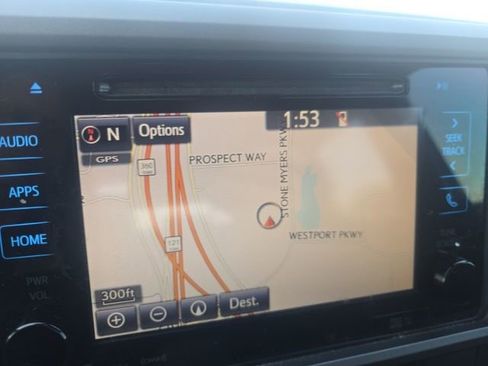 AUDIO
APPS
HOME
PWR
VOL
N
GPS
Options
1:53
360
PROSPECT WAY
STONE MYERS PKWY
WESTPORT PKWY
121
300ft
Dest.
SEEK
TRACK
TUNE